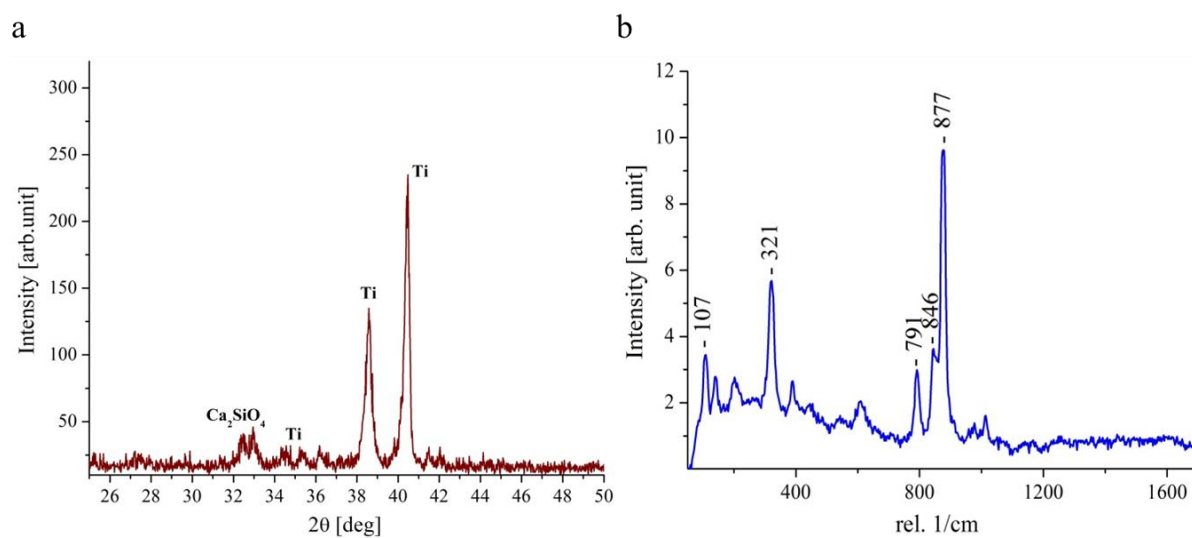 a
b
Intensity [arb.unit]
300
250
200
150
100
50
Ca₂SiO₄
Ti
Ti
Ti
26 28 30 32 34 36 38 40 42 44 46 48 50
2θ [deg]
Intensity [arb. unit]
12
10
8
6
4
2
107
321
791
846
877
400 800 1200 1600
rel. 1/cm